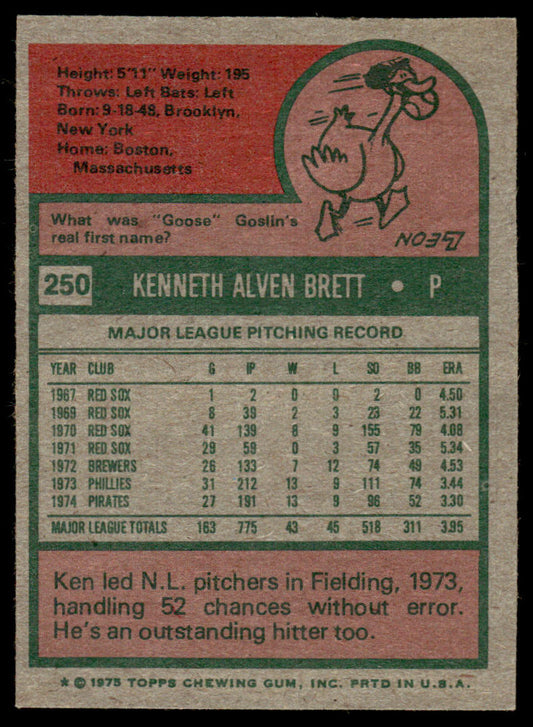 Height: 5'11" Weight: 195
Throws: Left Bats: Left
Born: 9-18-48, Brooklyn,
New York
Home: Boston,
Massachusetts
What was "Goose" Goslin's
real first name?
LEON
250 KENNETH ALVEN BRETT • P
MAJOR LEAGUE PITCHING RECORD
YEAR CLUB G IP W L SO BB ERA
1967 RED SOX 1 2 0 0 2 0 4.50
1969 RED SOX 8 39 2 3 23 22 5.31
1970 RED SOX 41 139 8 9 155 79 4.08
1971 RED SOX 29 59 0 3 57 35 5.34
1972 BREWERS 26 133 7 12 74 49 4.53
1973 PHILLIES 31 212 13 9 111 74 3.44
1974 PIRATES 27 191 13 9 96 52 3.30
MAJOR LEAGUE TOTALS 163 775 43 45 518 311 3.95
Ken led N.L. pitchers in Fielding, 1973,
handling 52 chances without error.
He's an outstanding hitter too.
* © 1975 TOPPS CHEWING GUM, INC. PRTD IN U.S.A.